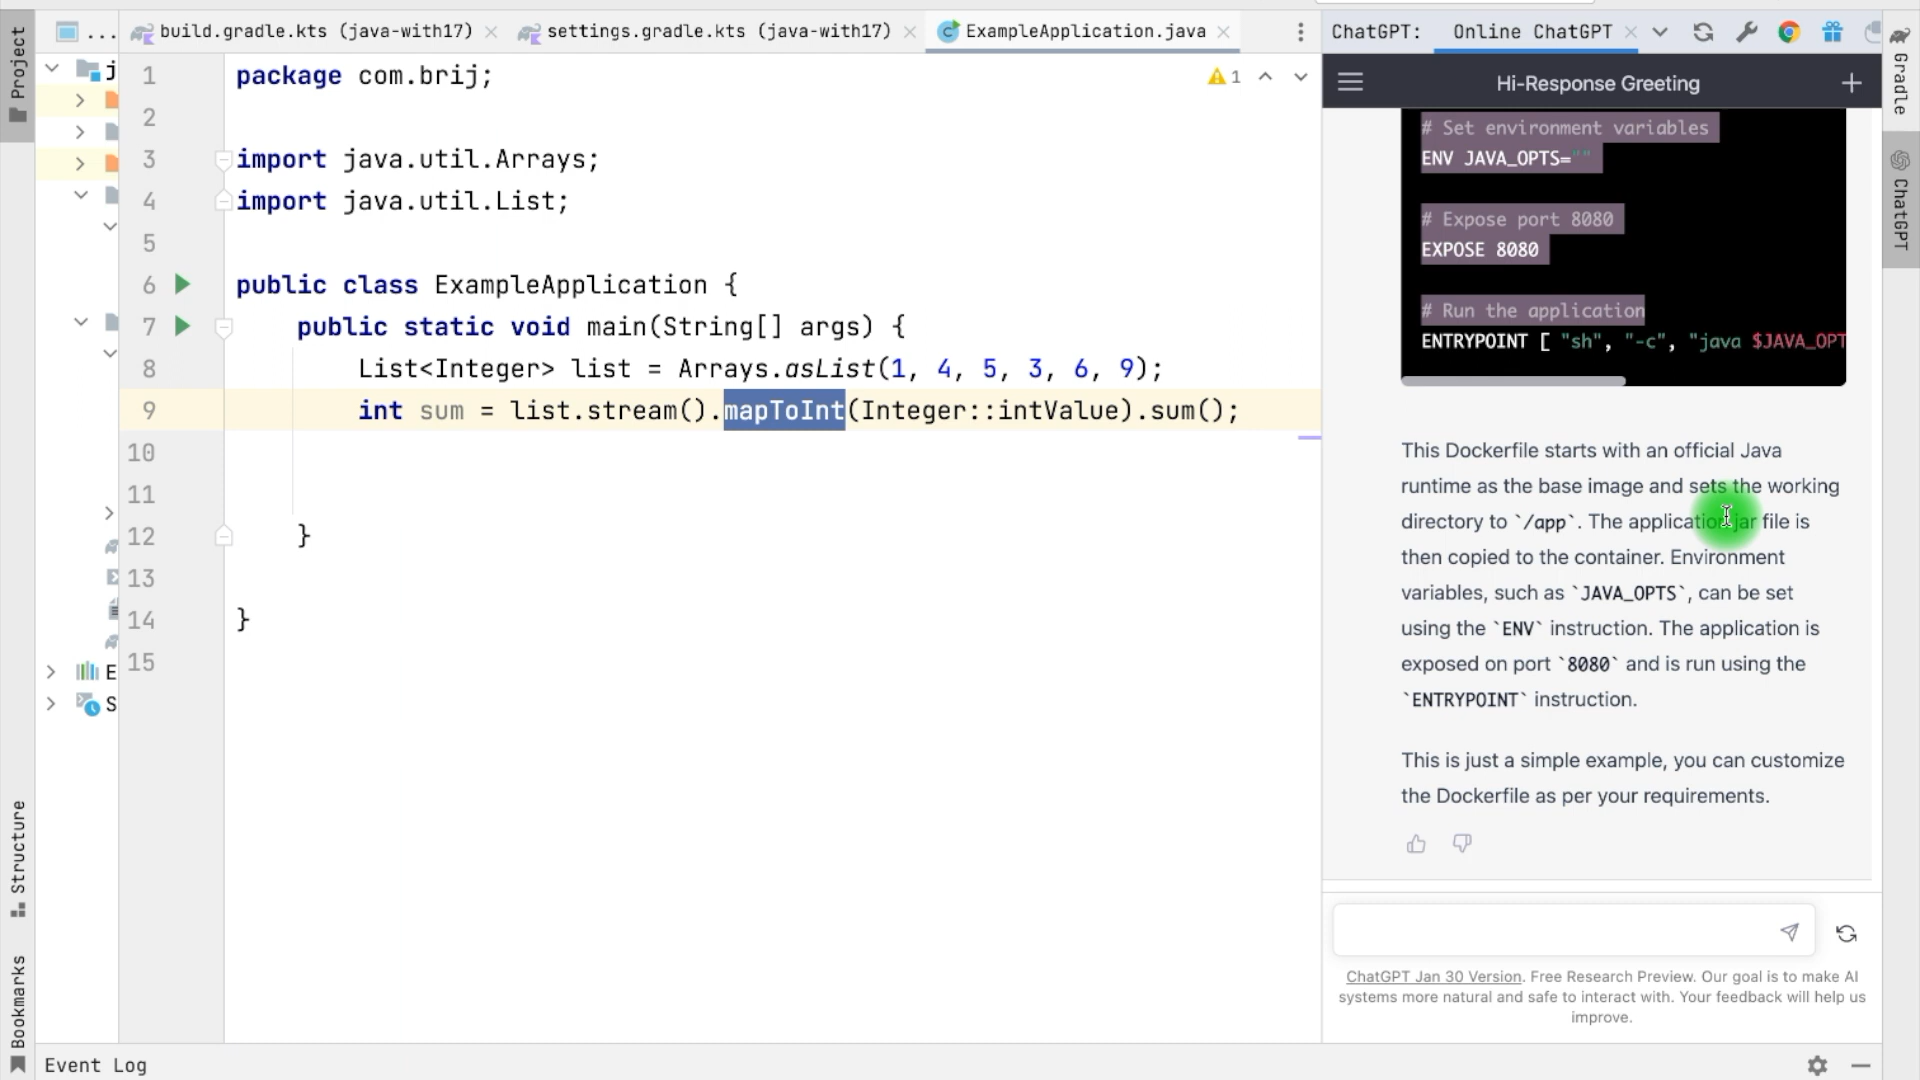 Project
...
build.gradle.kts (java-with17)
settings.gradle.kts (java-with17)
ExampleApplication.java
j
E
S
Structure
Bookmarks
1
package com.brij;
1
2
3
import java.util.Arrays;
4
import java.util.List;
5
6
public class ExampleApplication {
7
public static void main(String[] args) {
8
List<Integer> list = Arrays.asList(1, 4, 5, 3, 6, 9);
9
int sum = list.stream().mapToInt(Integer::intValue).sum();
10
11
12
}
13
14
}
15
ChatGPT:
Online ChatGPT
Hi-Response Greeting
# Set environment variables
ENV JAVA_OPTS=""
# Expose port 8080
EXPOSE 8080
# Run the application
ENTRYPOINT [ "sh", "-c", "java $JAVA_OPT
This Dockerfile starts with an official Java
runtime as the base image and sets the working
directory to `/app`. The application jar file is
then copied to the container. Environment
variables, such as `JAVA_OPTS`, can be set
using the `ENV` instruction. The application is
exposed on port `8080` and is run using the
`ENTRYPOINT` instruction.
This is just a simple example, you can customize
the Dockerfile as per your requirements.
ChatGPT Jan 30 Version. Free Research Preview. Our goal is to make AI
systems more natural and safe to interact with. Your feedback will help us
improve.
Gradle
ChatGPT
Event Log